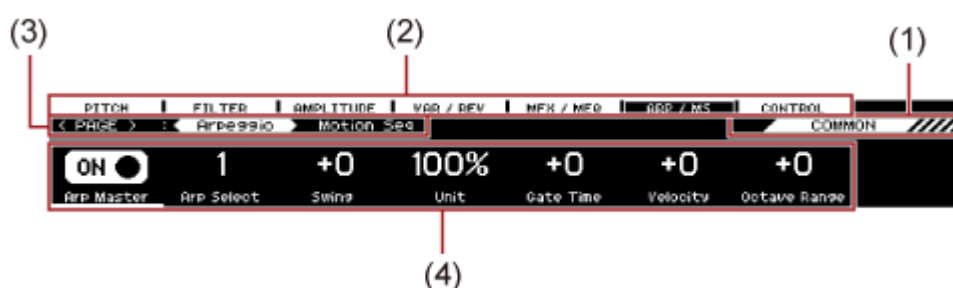 (3) (2) (1)
PITCH FILTER AMPLITUDE VAR / REV MFX / MEQ ARP / MS CONTROL
< PAGE > : Arpeggio Motion Seq COMMON
ON 1 +0 100% +0 +0 +0
Arp Master Arp Select Swing Unit Gate Time Velocity Octave Range
(4)